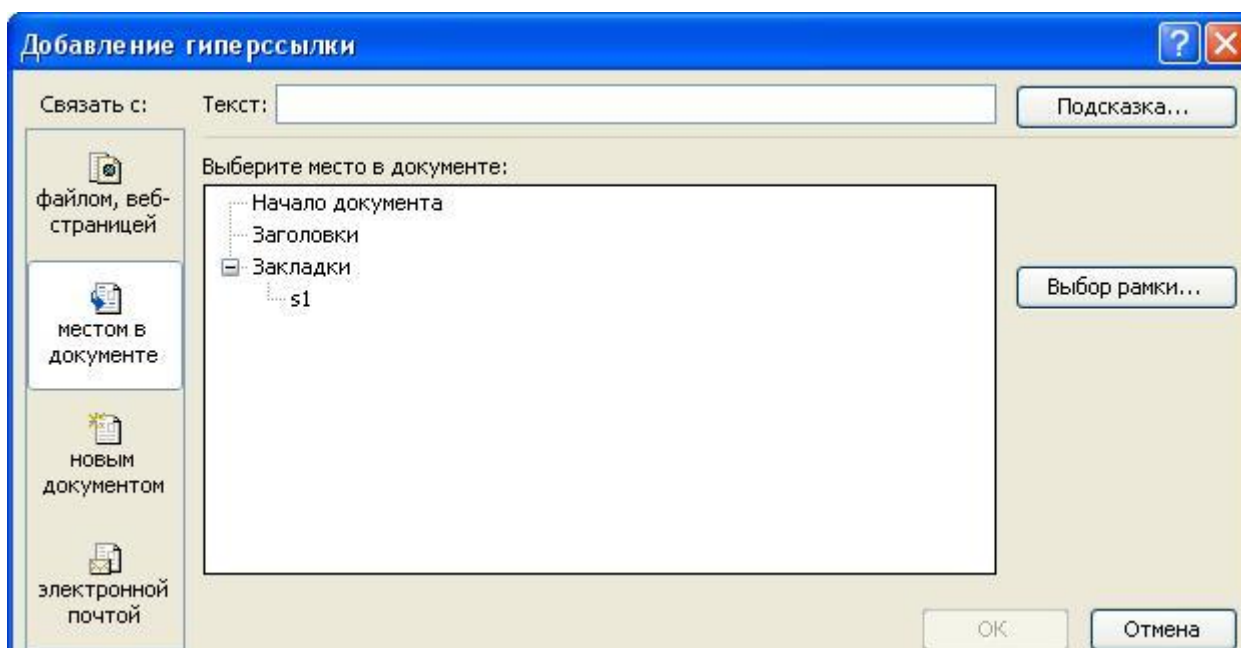 Добавление гиперссылки
Связать с:
Текст:
Подсказка...
файлом, веб-
страницей
Выберите место в документе:
Начало документа
Заголовки
Закладки
s1
Выбор рамки...
местом в
документе
новым
документом
электронной
почтой
ОК
Отмена